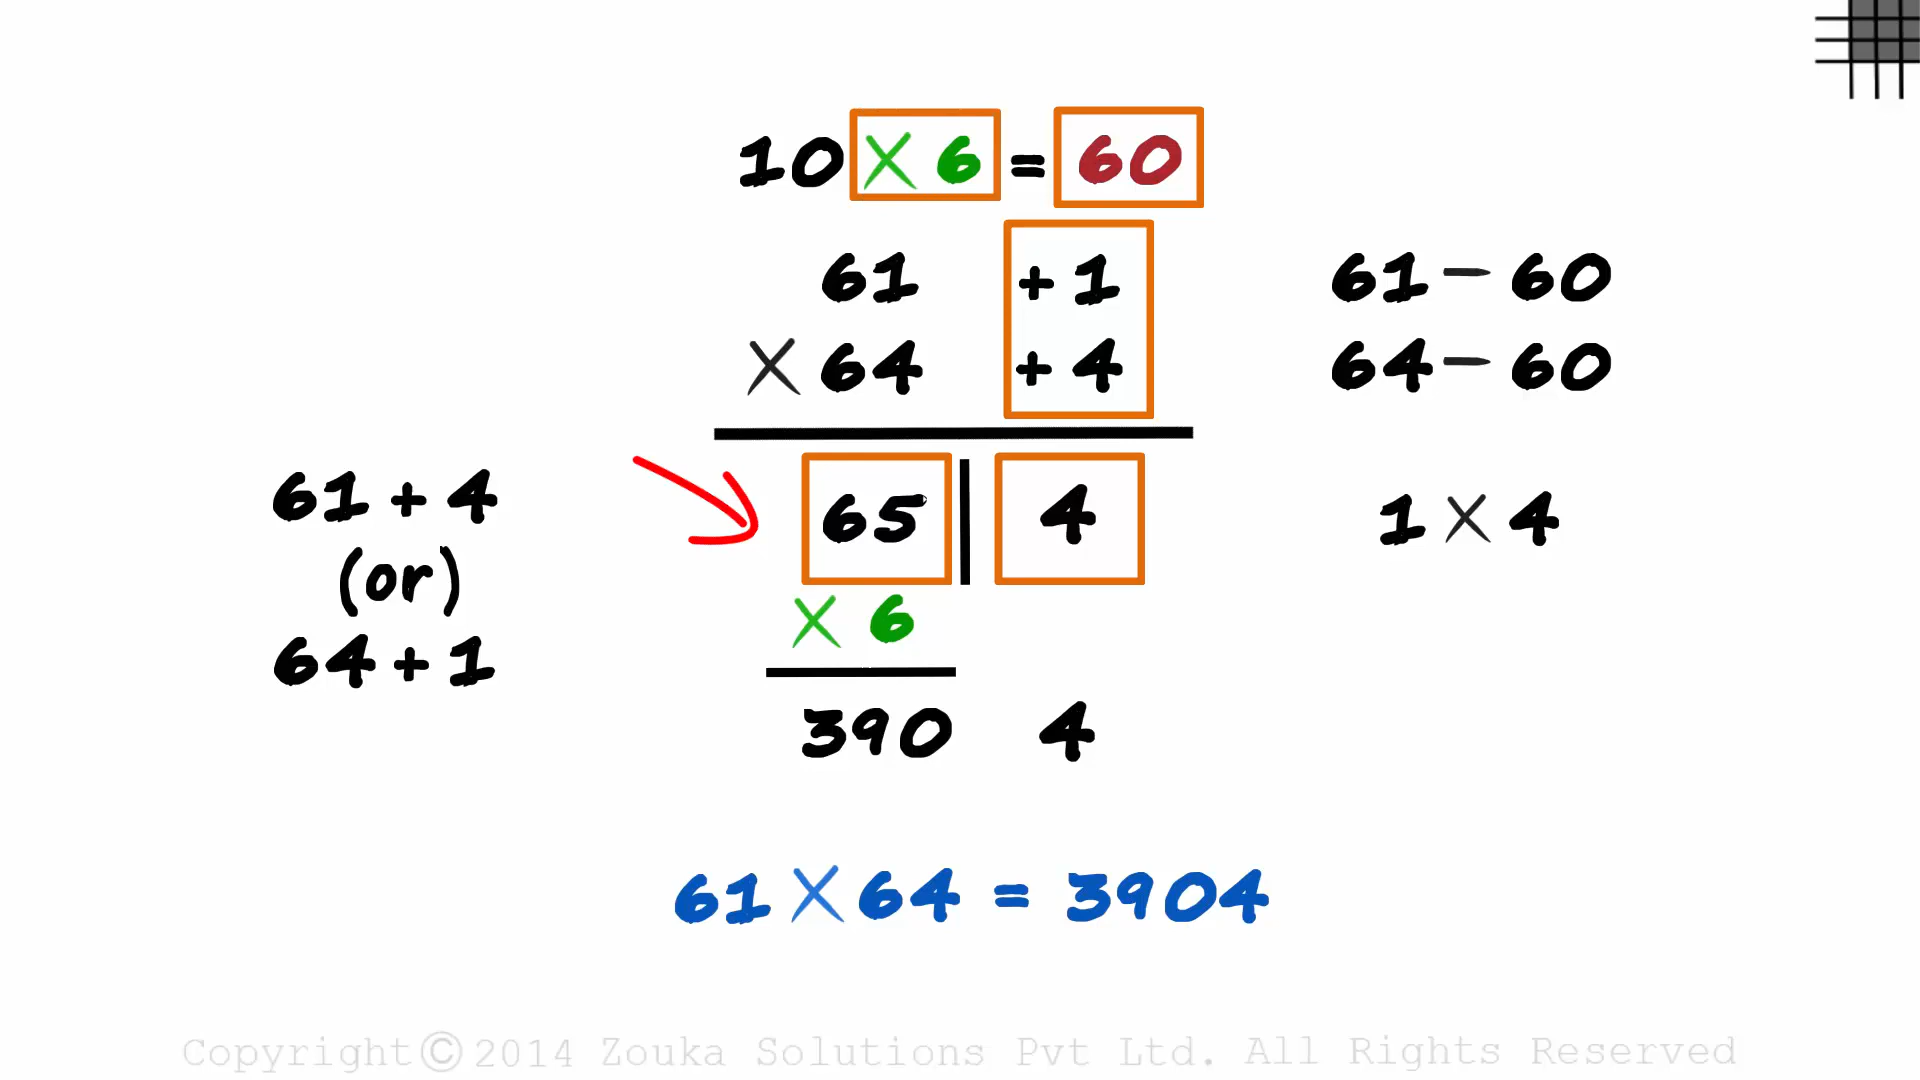 10 × 6 = 60
61 + 1
× 64 + 4
61 − 60
64 − 60
61 + 4
(or)
64 + 1
65 | 4
× 6
390 4
1 × 4
61 × 64 = 3904
Copyright©2014 Zouka Solutions Pvt Ltd. All Rights Reserved